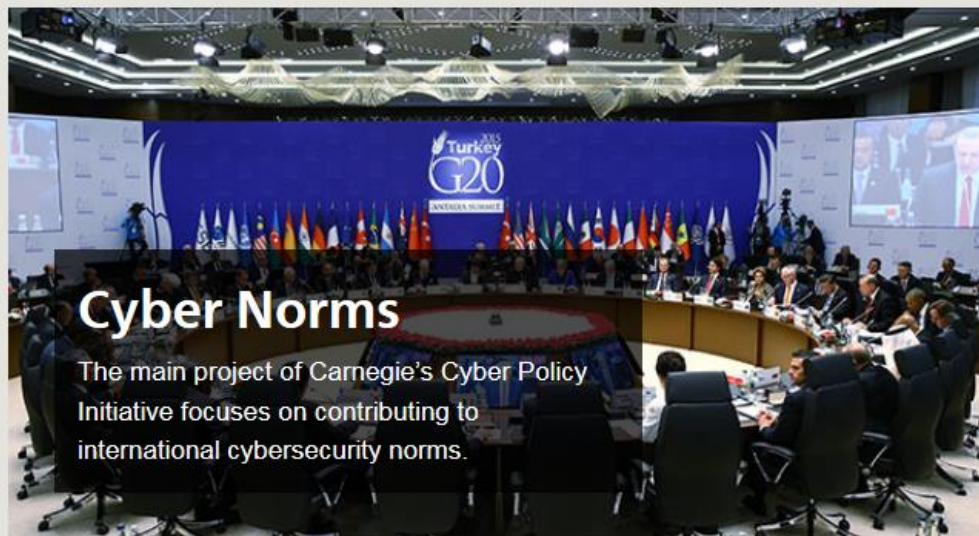 2015
Turkey
G20
ANTALYA SUMMIT
Cyber Norms
The main project of Carnegie's Cyber Policy
Initiative focuses on contributing to
international cybersecurity norms.